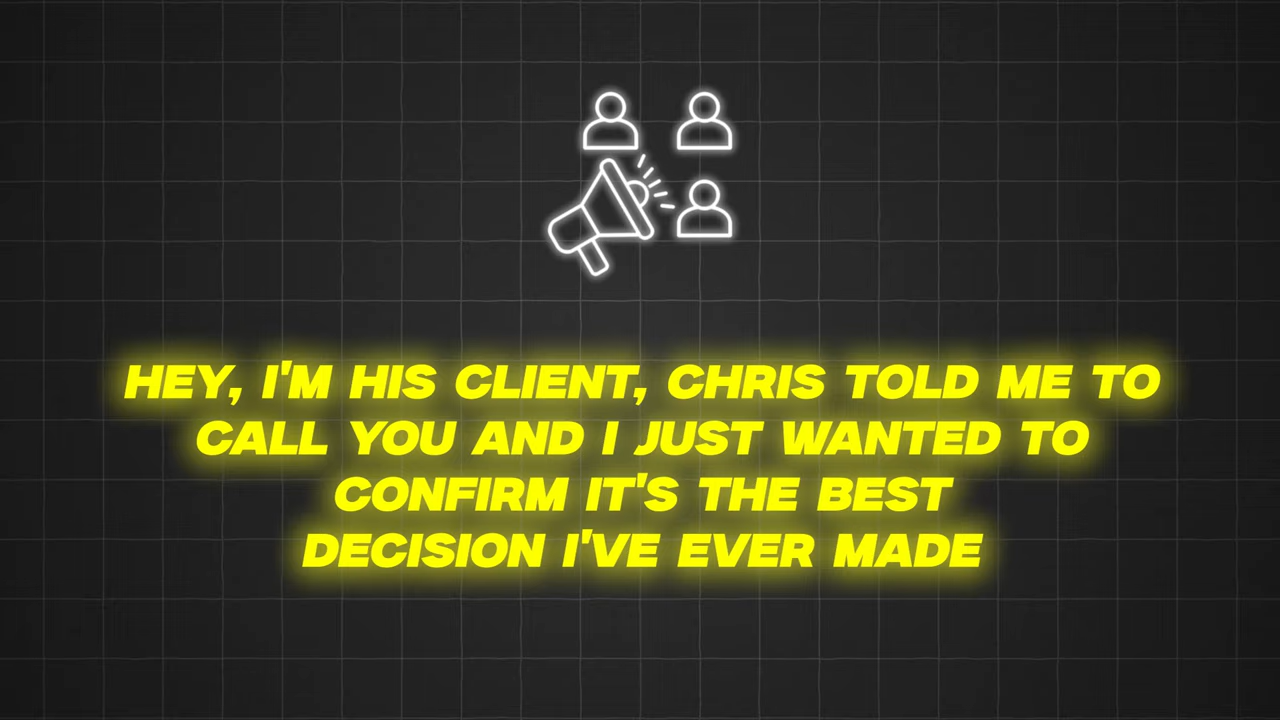 HEY, I'M HIS CLIENT, CHRIS TOLD ME TO
CALL YOU AND I JUST WANTED TO
CONFIRM IT'S THE BEST
DECISION I'VE EVER MADE